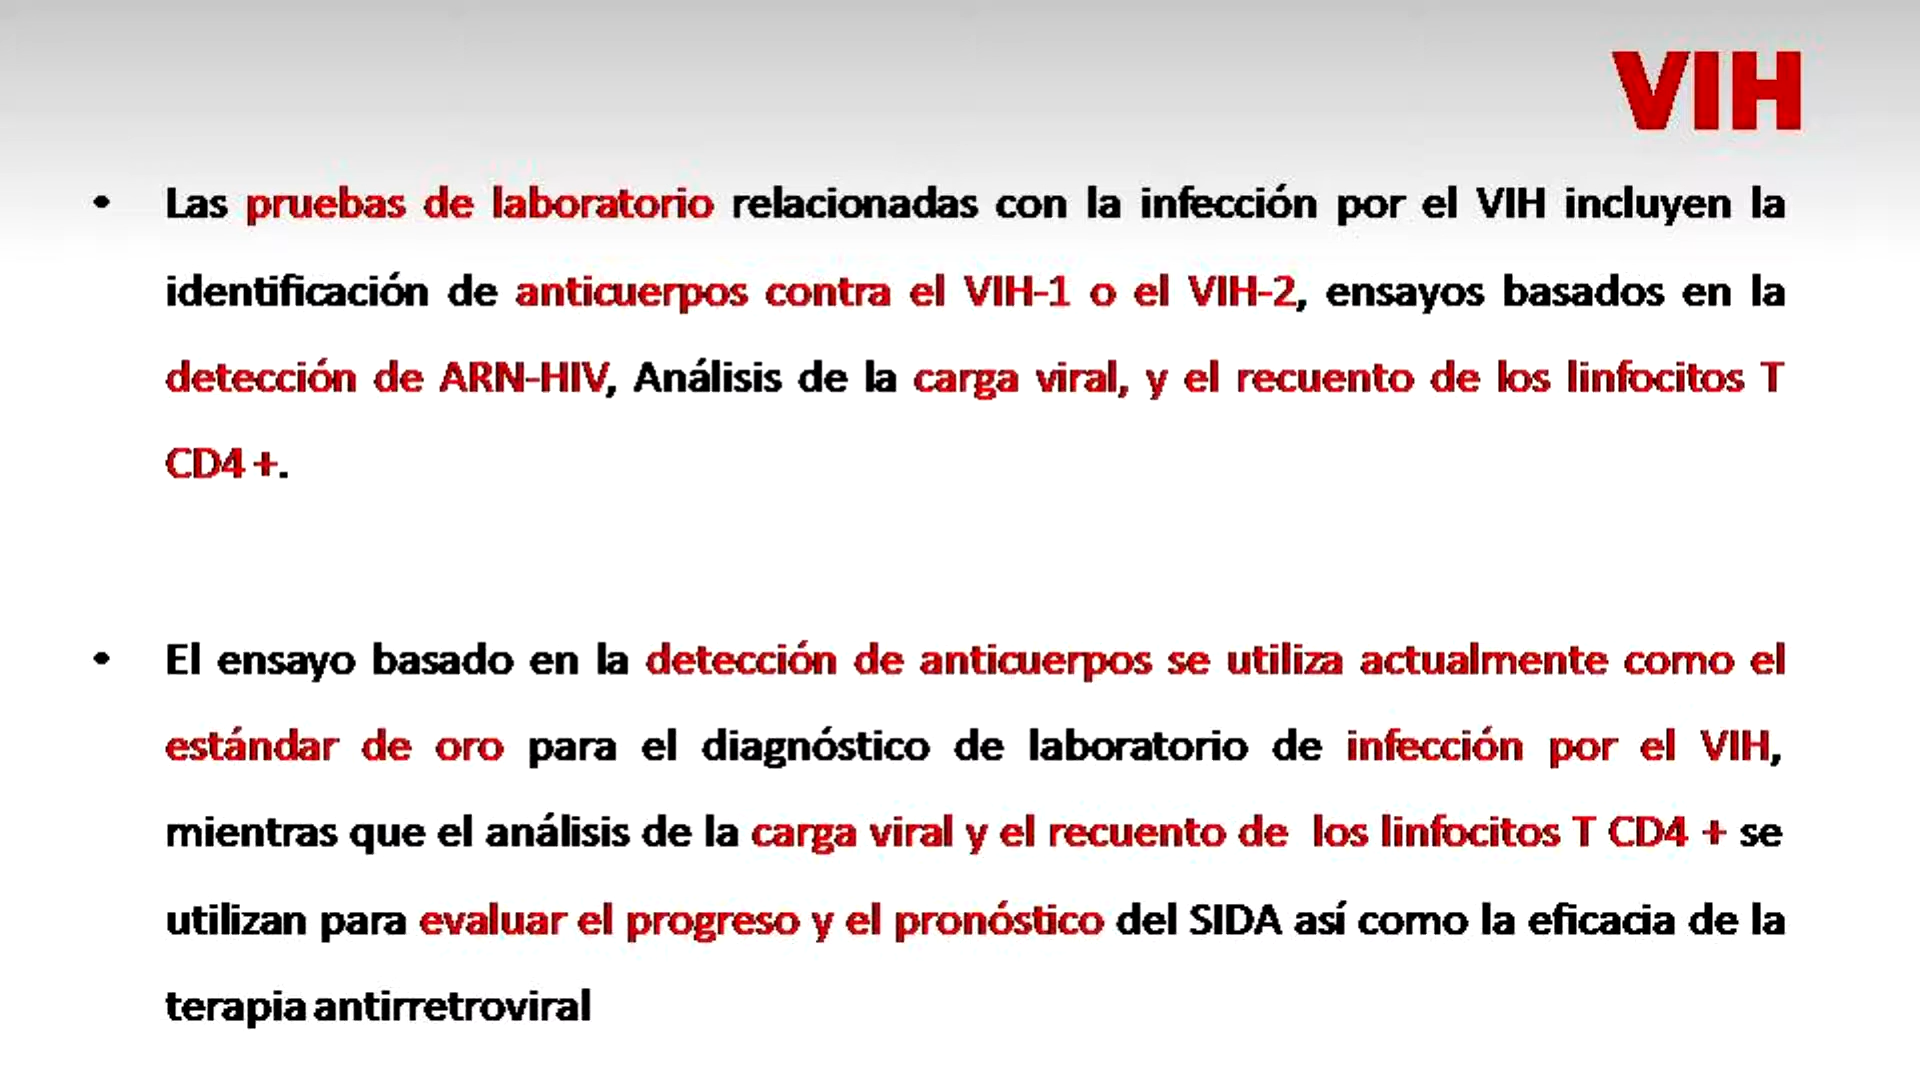 VIH
• Las pruebas de laboratorio relacionadas con la infección por el VIH incluyen la
identificación de anticuerpos contra el VIH-1 o el VIH-2, ensayos basados en la
detección de ARN-HIV, Análisis de la carga viral, y el recuento de los linfocitos T
CD4 +.
• El ensayo basado en la detección de anticuerpos se utiliza actualmente como el
estándar de oro para el diagnóstico de laboratorio de infección por el VIH,
mientras que el análisis de la carga viral y el recuento de los linfocitos T CD4 + se
utilizan para evaluar el progreso y el pronóstico del SIDA así como la eficacia de la
terapia antirretroviral